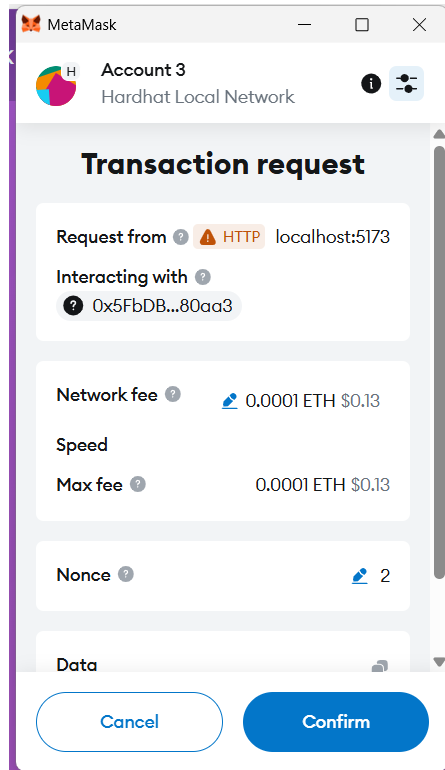 MetaMask
H
Account 3
Hardhat Local Network
Transaction request
Request from ? HTTP localhost:5173
Interacting with ?
? 0x5FbDB...80aa3
Network fee ? 0.0001 ETH $0.13
Speed
Max fee ? 0.0001 ETH $0.13
Nonce ? 2
Data
Cancel Confirm